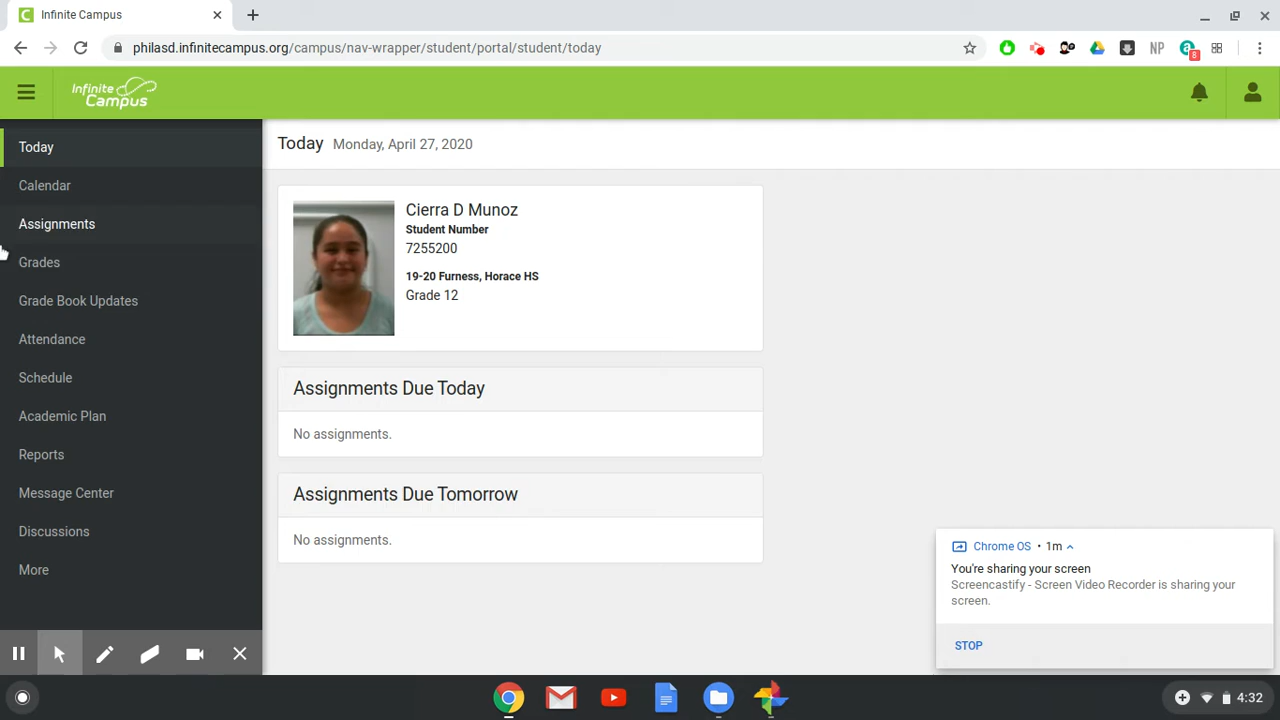 Infinite Campus
philasd.infinitecampus.org/campus/nav-wrapper/student/portal/student/today
NP
8
Infinite
Campus
Today
Calendar
Assignments
Grades
Grade Book Updates
Attendance
Schedule
Academic Plan
Reports
Message Center
Discussions
More
Today Monday, April 27, 2020
Cierra D Munoz
Student Number
7255200
19-20 Furness, Horace HS
Grade 12
Assignments Due Today
No assignments.
Assignments Due Tomorrow
No assignments.
Chrome OS • 1m
You're sharing your screen
Screencastify - Screen Video Recorder is sharing your
screen.
STOP
4:32